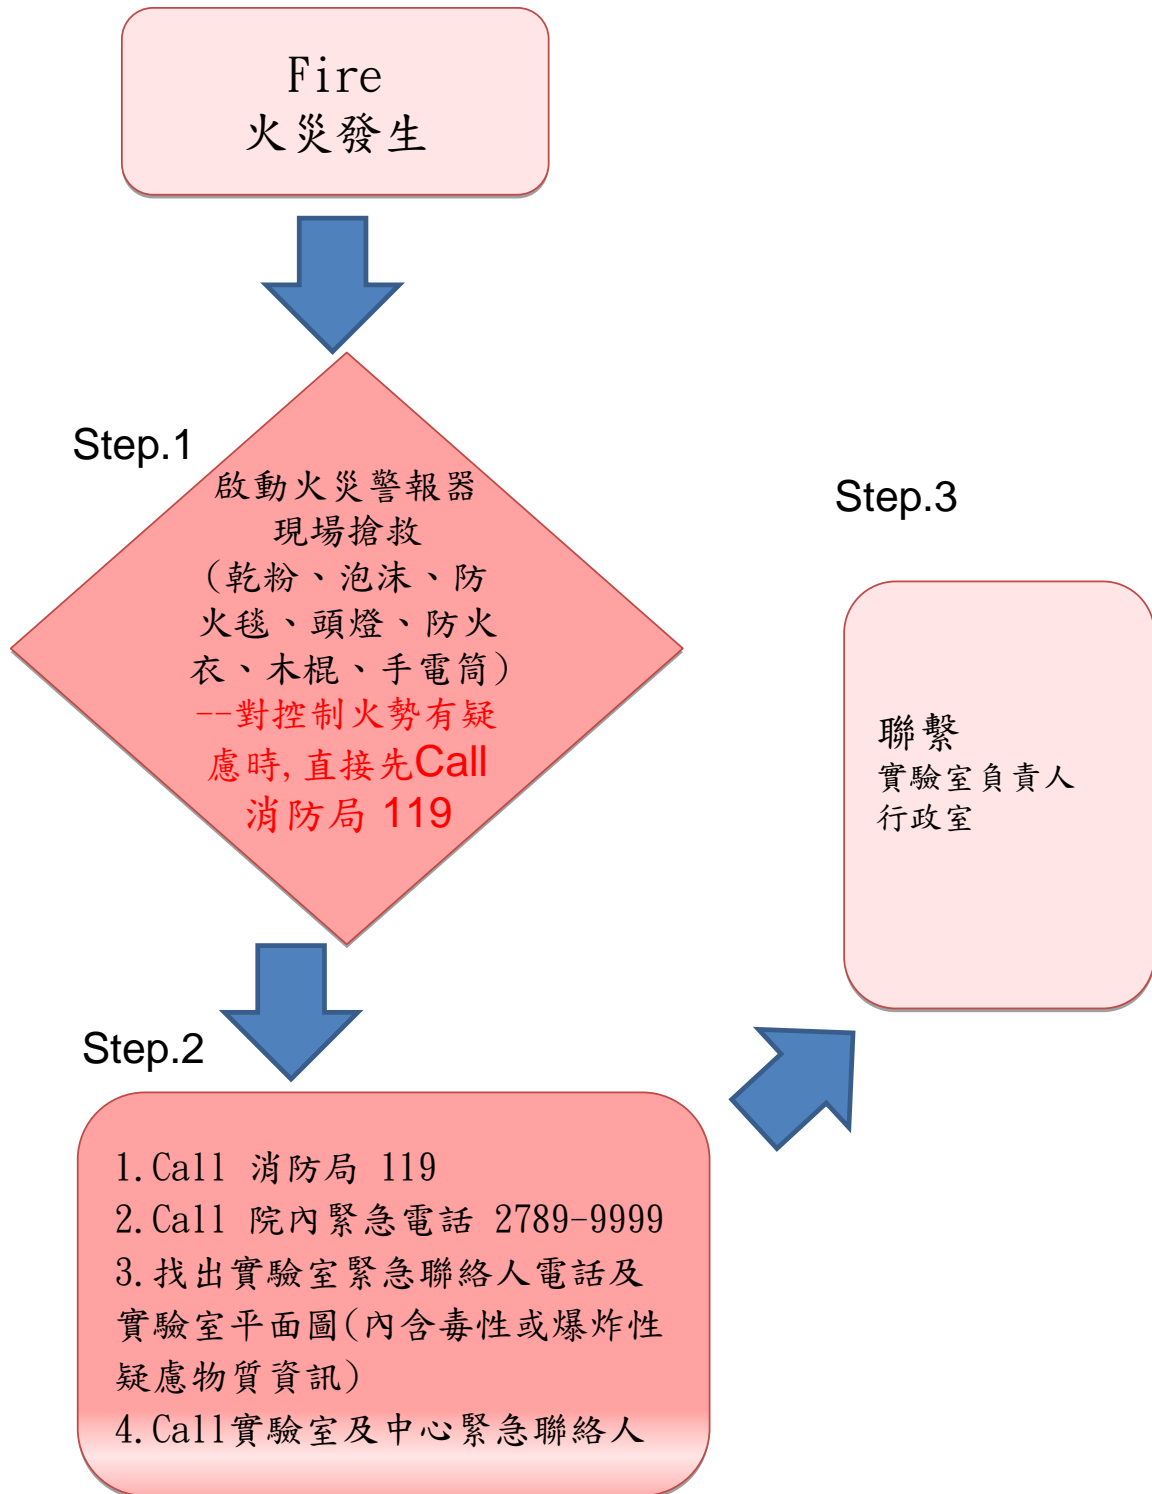 Fire
火災發生
Step.1
啟動火災警報器
現場搶救
(乾粉、泡沫、防
火毯、頭燈、防火
衣、木棍、手電筒)
--對控制火勢有疑
慮時,直接先Call
消防局 119
Step.2
1.Call 消防局 119
2.Call 院內緊急電話 2789-9999
3.找出實驗室緊急聯絡人電話及
實驗室平面圖(內含毒性或爆炸性
疑慮物質資訊)
4.Call實驗室及中心緊急聯絡人
Step.3
聯繫
實驗室負責人
行政室